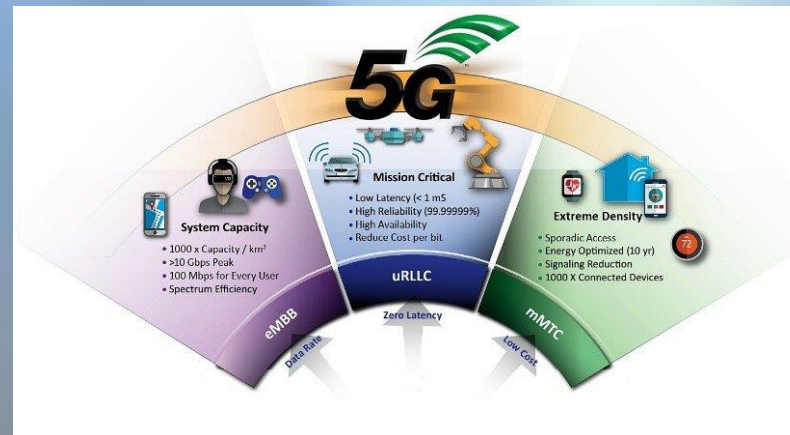 5G
VR
System Capacity
• 1000 x Capacity / km²
• >10 Gbps Peak
• 100 Mbps for Every User
• Spectrum Efficiency
eMBB
Data Rate
Mission Critical
• Low Latency (< 1 mS
• High Reliability (99.99999%)
• High Availability
• Reduce Cost per bit
uRLLC
Zero Latency
Extreme Density
• Sporadic Access
• Energy Optimized (10 yr)
• Signaling Reduction
• 1000 X Connected Devices
72
mMTC
Low Cost